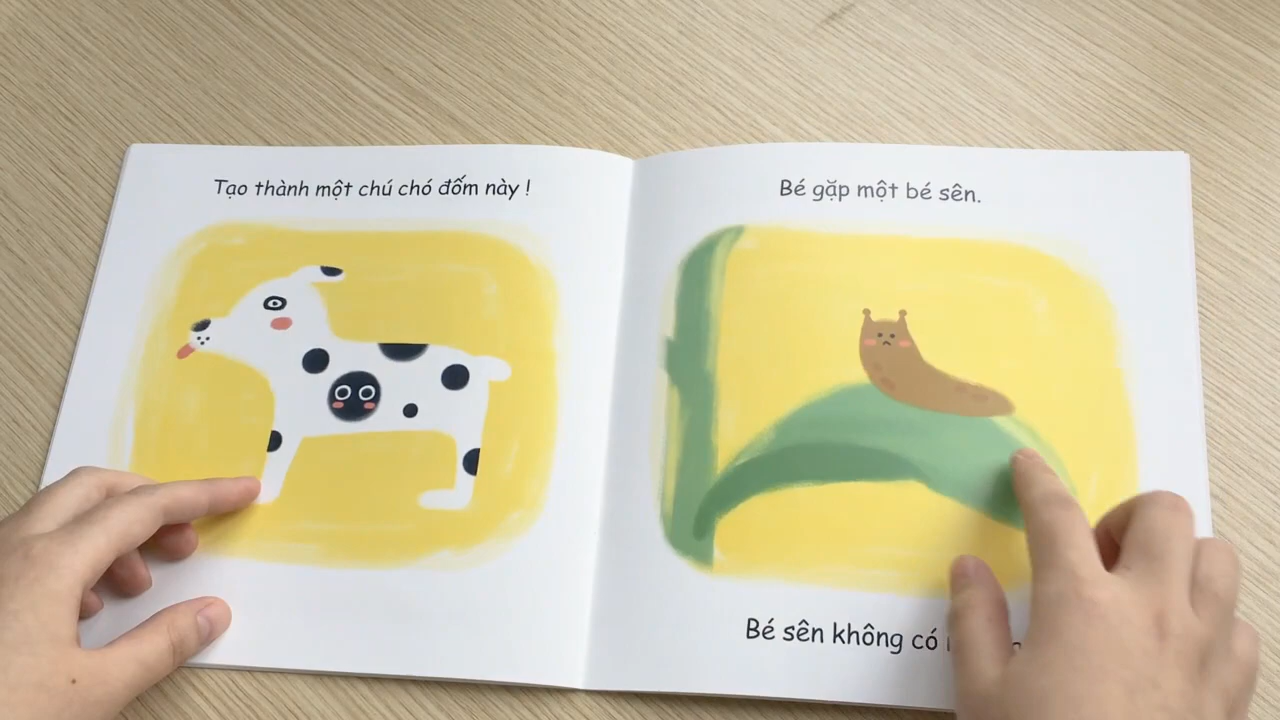 Tạo thành một chú chó đốm này !
Bé gặp một bé sên.
Bé sên không có